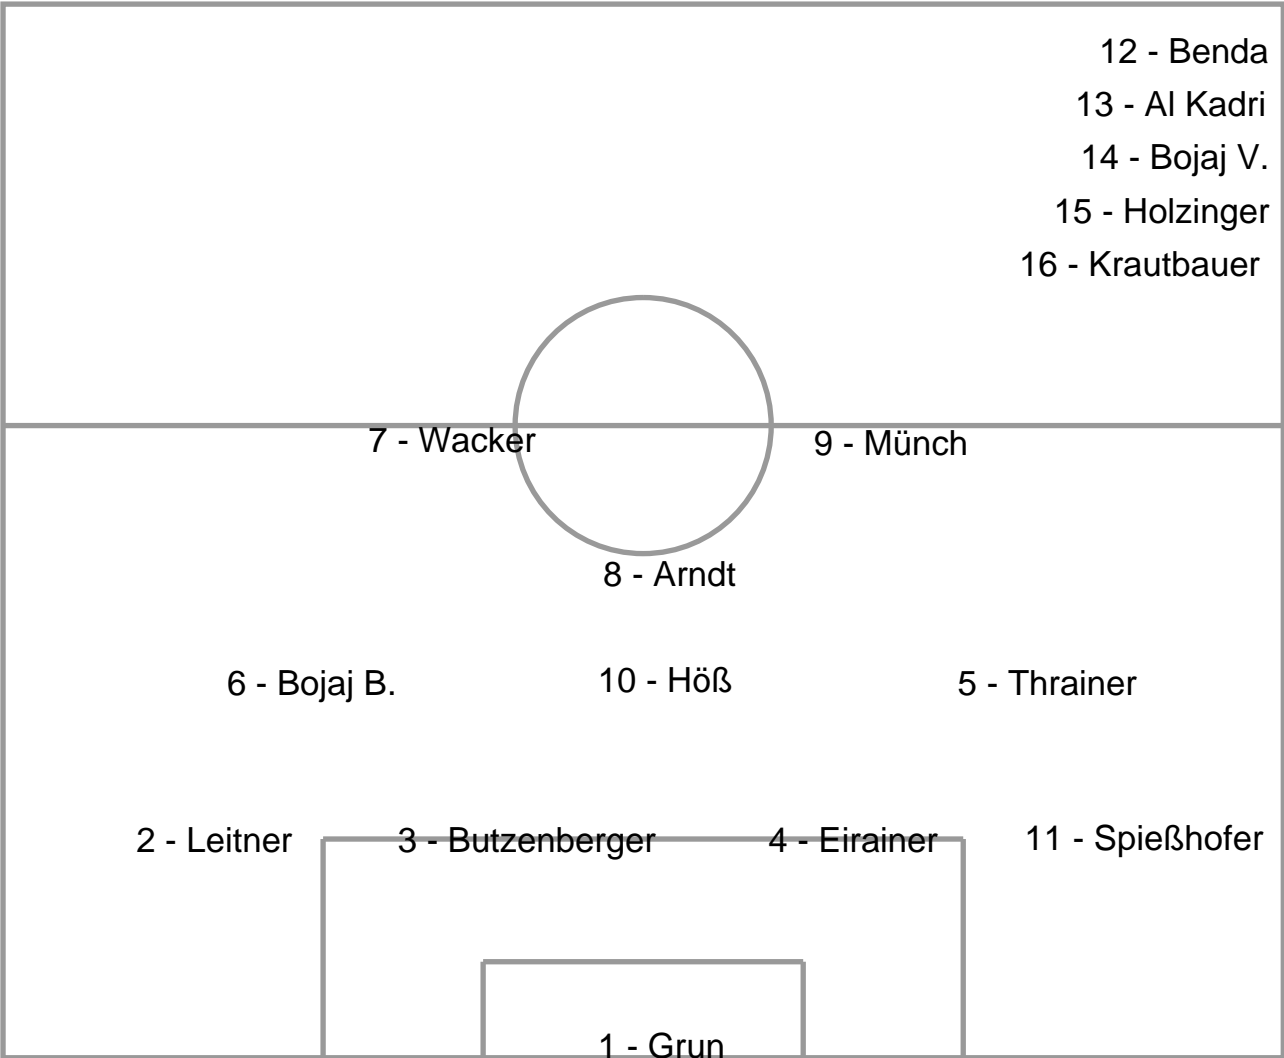 12 - Benda
13 - Al Kadri
14 - Bojaj V.
15 - Holzinger
16 - Krautbauer
7 - Wacker
9 - Münch
8 - Arndt
6 - Bojaj B.
10 - Höß
5 - Thrainer
2 - Leitner
3 - Butzenberger
4 - Eirainer
11 - Spießhofer
1 - Grun